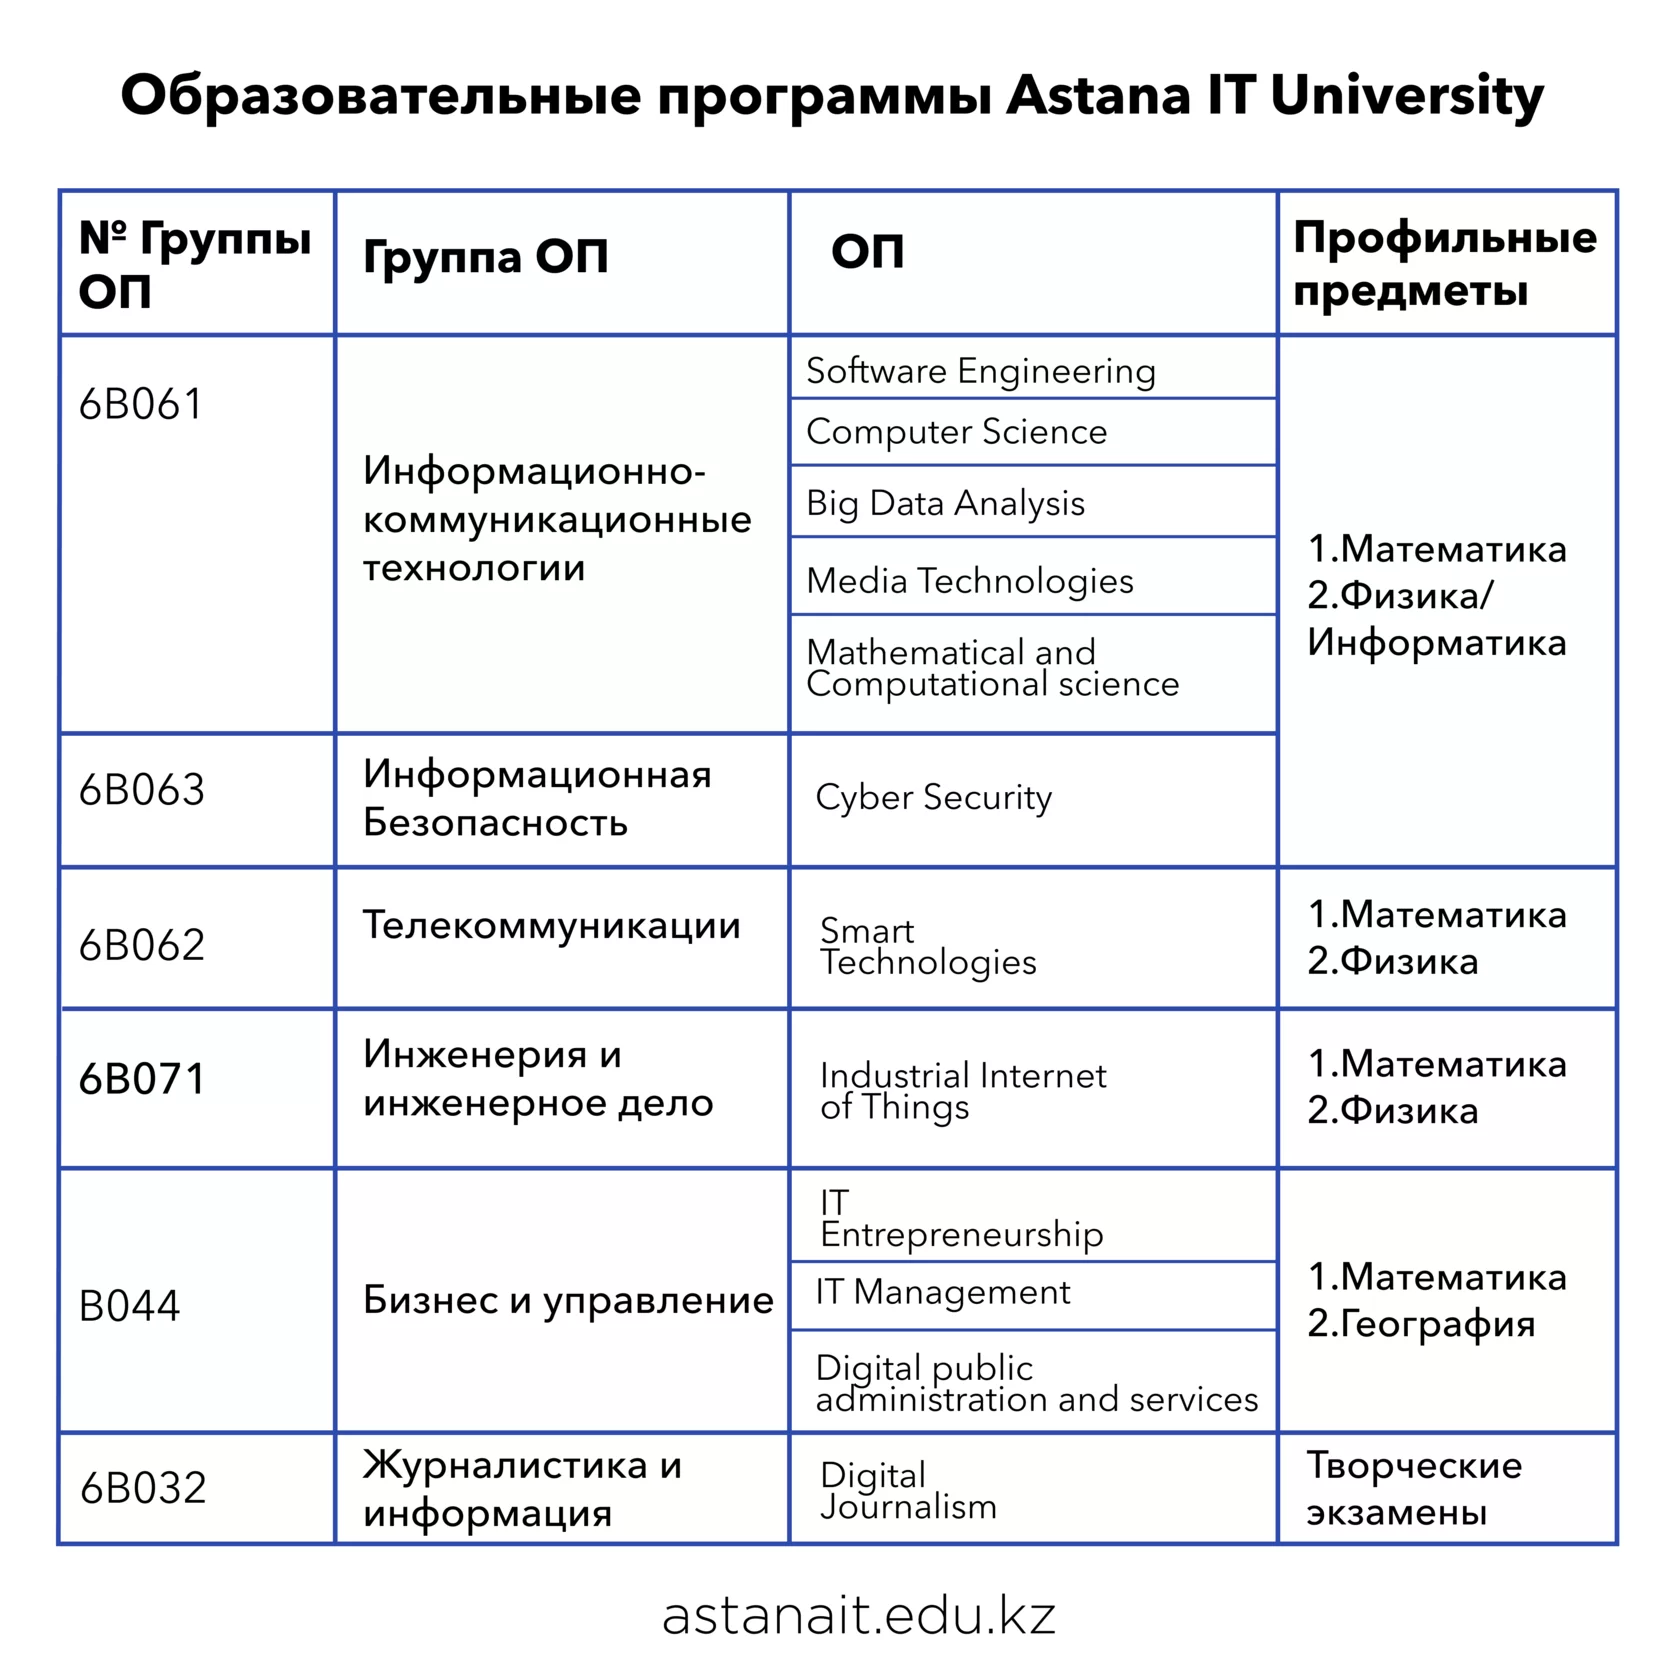 Образовательные программы Astana IT University
№ Группы
ОП
Группа ОП
ОП
Профильные
предметы
6B061
Информационно-
коммуникационные
технологии
Software Engineering
Computer Science
Big Data Analysis
Media Technologies
Mathematical and
Computational science
1.Математика
2.Физика/
Информатика
6B063
Информационная
Безопасность
Cyber Security
6B062
Телекоммуникации
Smart
Technologies
1.Математика
2.Физика
6B071
Инженерия и
инженерное дело
Industrial Internet
of Things
1.Математика
2.Физика
B044
Бизнес и управление
IT
Entrepreneurship
IT Management
Digital public
administration and services
1.Математика
2.География
6B032
Журналистика и
информация
Digital
Journalism
Творческие
экзамены
astanait.edu.kz